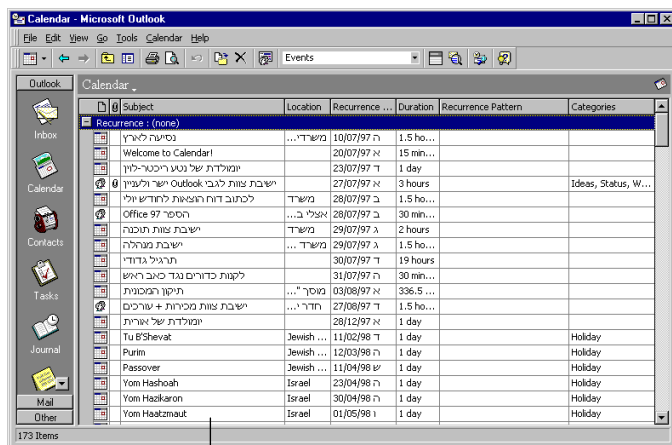 Calendar - Microsoft Outlook
File Edit View Go Tools Calendar Help
Events
Outlook Calendar
Subject Location Recurrence ... Duration Recurrence Pattern Categories
Recurrence : (none)
נסיעה לארץ משרדי... ה 10/07/97 1.5 ho...
Welcome to Calendar! א 20/07/97 15 min...
יומולדת של נטע ריכטר-לוין ד 23/07/97 1 day
ישיבת צוות לגבי Outlook ישר ולעניין א 27/07/97 3 hours Ideas, Status, W...
לכתוב דוח הוצאות לחודש יולי משרד ב 28/07/97 1.5 ho...
הספר Office 97 אצלי ב... ב 28/07/97 30 min...
ישיבת צוות תוכנה משרד ג 29/07/97 2 hours
ישיבת מנהלה משרד ... ג 29/07/97 1.5 ho...
תרגיל גדודי ד 30/07/97 19 hours
לקנות כדורים נגד כאב ראש ה 31/07/97 30 min...
תיקון המכונית מוסך "... א 03/08/97 336.5 ...
ישיבת צוות מכירות + עורכים חדר י... ד 27/08/97 1.5 ho...
יומולדת של אורית א 28/12/97 1 day
Tu B'Shevat Jewish ... ד 11/02/98 1 day Holiday
Purim Jewish ... ה 12/03/98 1 day Holiday
Passover Jewish ... ש 11/04/98 1 day Holiday
Yom Hashoah Israel ה 23/04/98 1 day Holiday
Yom Hazikaron Israel ה 30/04/98 1 day Holiday
Yom Haatzmaut Israel ו 01/05/98 1 day Holiday
Inbox
Calendar
Contacts
Tasks
Journal
Mail
Other
173 Items